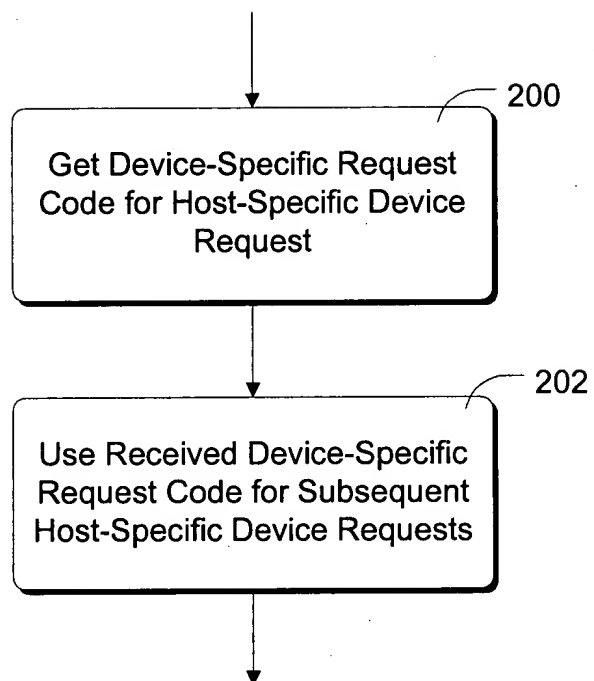 200
Get Device-Specific Request
Code for Host-Specific Device
Request
202
Use Received Device-Specific
Request Code for Subsequent
Host-Specific Device Requests